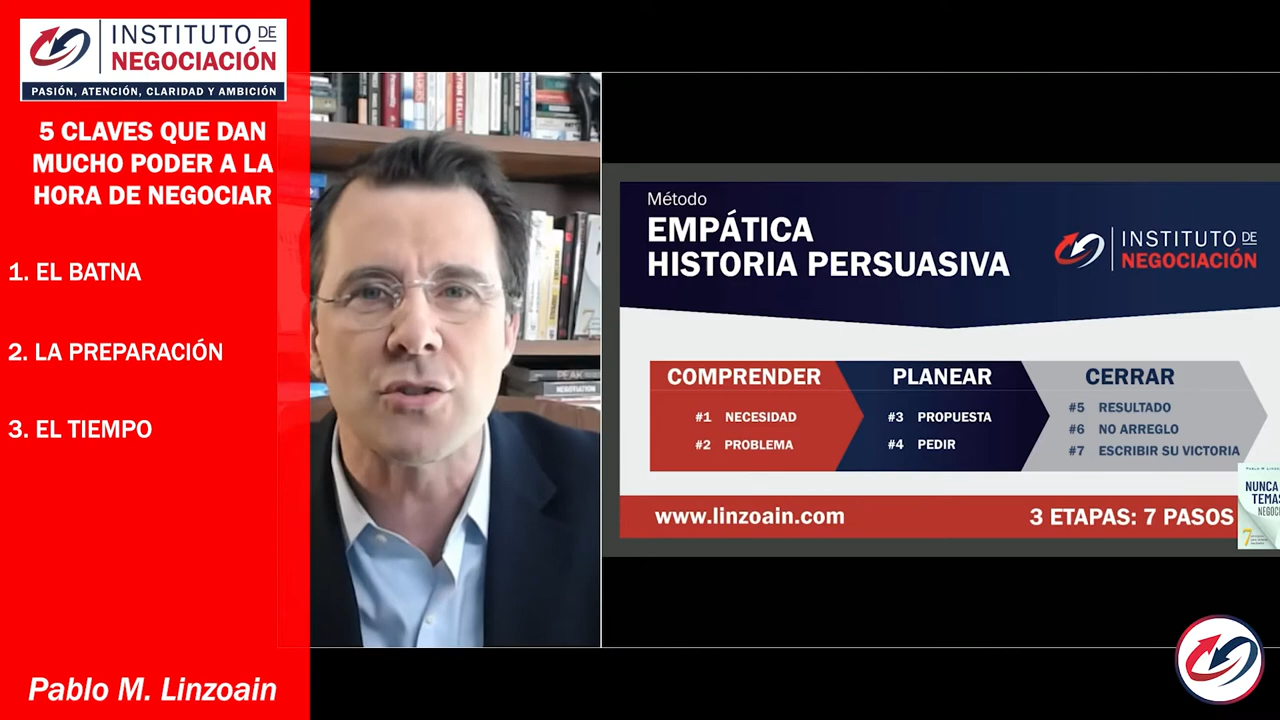 INSTITUTO DE
NEGOCIACIÓN
PASIÓN, ATENCIÓN, CLARIDAD Y AMBICIÓN
5 CLAVES QUE DAN
MUCHO PODER A LA
HORA DE NEGOCIAR
1. EL BATNA
2. LA PREPARACIÓN
3. EL TIEMPO
Pablo M. Linzoain
PEAK
NEGOTIATION
Método
EMPÁTICA
HISTORIA PERSUASIVA
INSTITUTO DE
NEGOCIACIÓN
COMPRENDER
#1 NECESIDAD
#2 PROBLEMA
PLANEAR
#3 PROPUESTA
#4 PEDIR
CERRAR
#5 RESULTADO
#6 NO ARREGLO
#7 ESCRIBIR SU VICTORIA
www.linzoain.com
3 ETAPAS: 7 PASOS
NUNCA
TEMAS
7